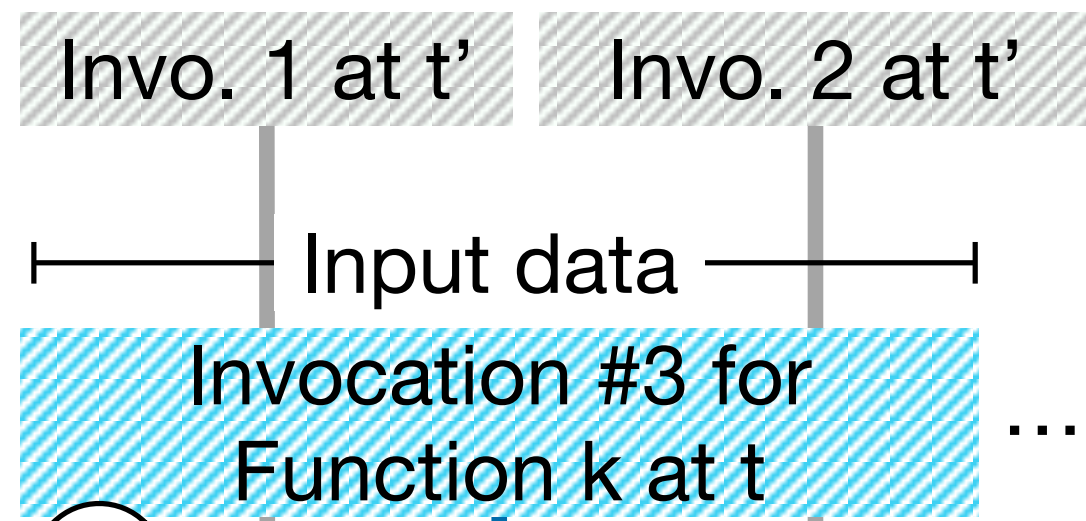 Invo. 1 at t’ Invo. 2 at t’
Input data
Invocation #3 for
Function k at t
...